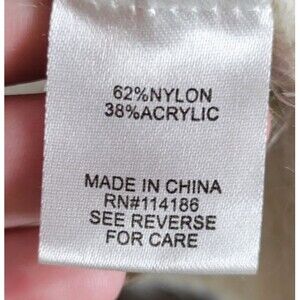 62%NYLON
38%ACRYLIC
MADE IN CHINA
RN#114186
SEE REVERSE
FOR CARE